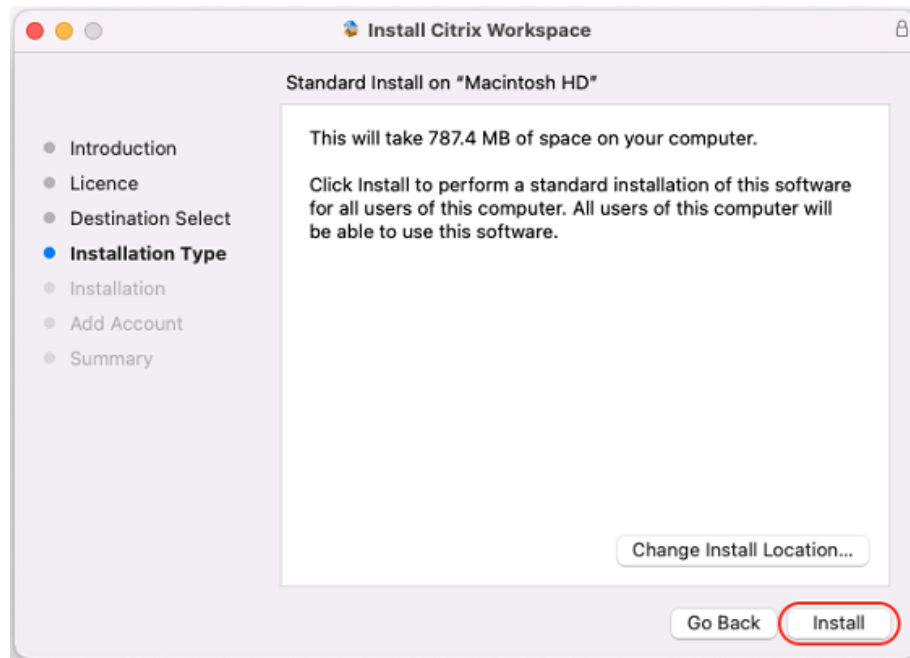 Install Citrix Workspace
Standard Install on "Macintosh HD"
Introduction
Licence
Destination Select
Installation Type
Installation
Add Account
Summary
This will take 787.4 MB of space on your computer.
Click Install to perform a standard installation of this software
for all users of this computer. All users of this computer will
be able to use this software.
Change Install Location...
Go Back
Install